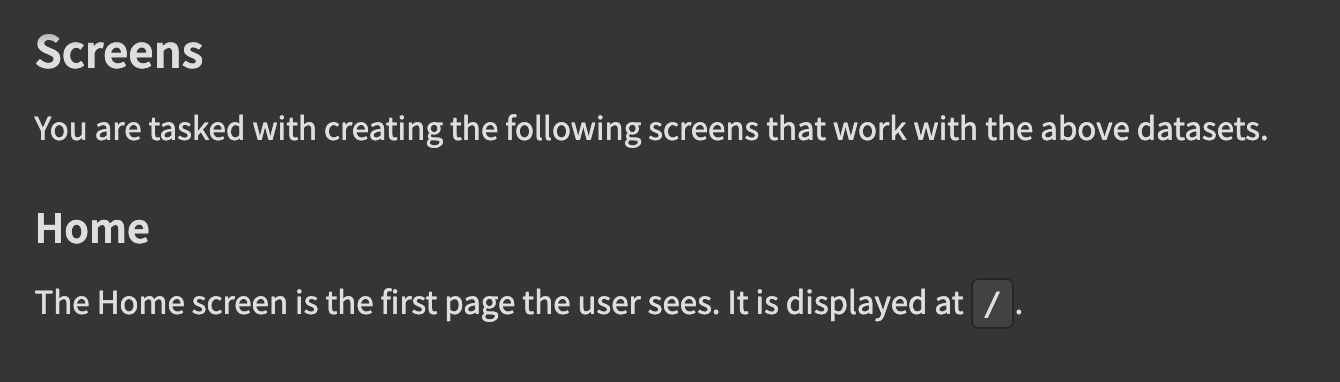 Screens
You are tasked with creating the following screens that work with the above datasets.
Home
The Home screen is the first page the user sees. It is displayed at / .